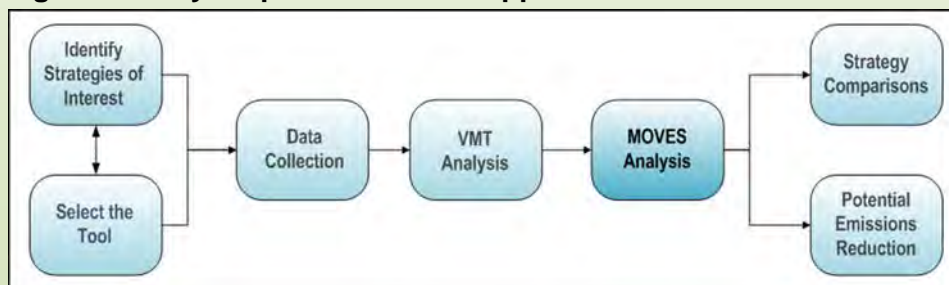 Identify
Strategies of
Interest
Select the
Tool
Data
Collection
VMT
Analysis
MOVES
Analysis
Strategy
Comparisons
Potential
Emissions
Reduction